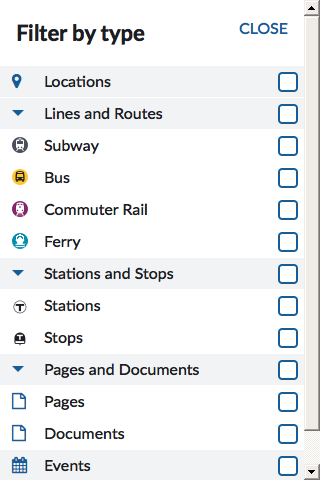 Filter by type
CLOSE
Locations
Lines and Routes
Subway
Bus
Commuter Rail
Ferry
Stations and Stops
Stations
Stops
Pages and Documents
Pages
Documents
Events